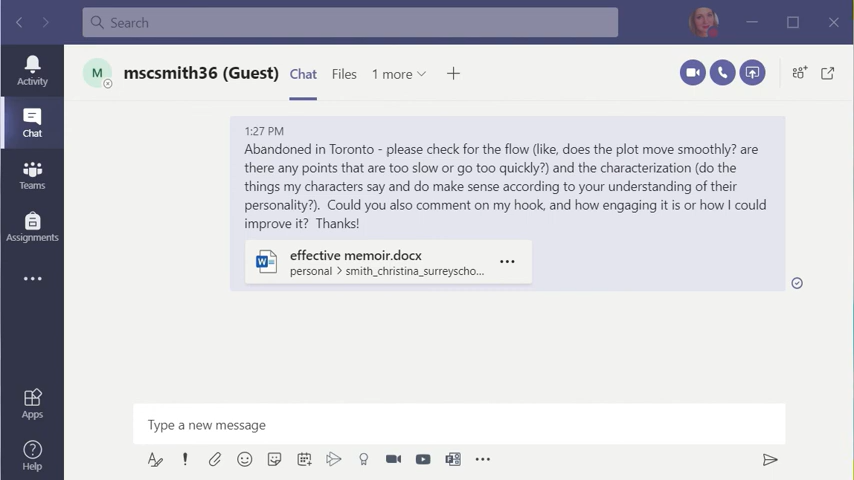 Search
Activity
Chat
Teams
Assignments
Apps
Help
M
mscsmith36 (Guest)
Chat
Files
1 more
1:27 PM
Abandoned in Toronto - please check for the flow (like, does the plot move smoothly? are
there any points that are too slow or go too quickly?) and the characterization (do the
things my characters say and do make sense according to your understanding of their
personality?).  Could you also comment on my hook, and how engaging it is or how I could
improve it?  Thanks!
W
effective memoir.docx
personal > smith_christina_surreyscho...
Type a new message